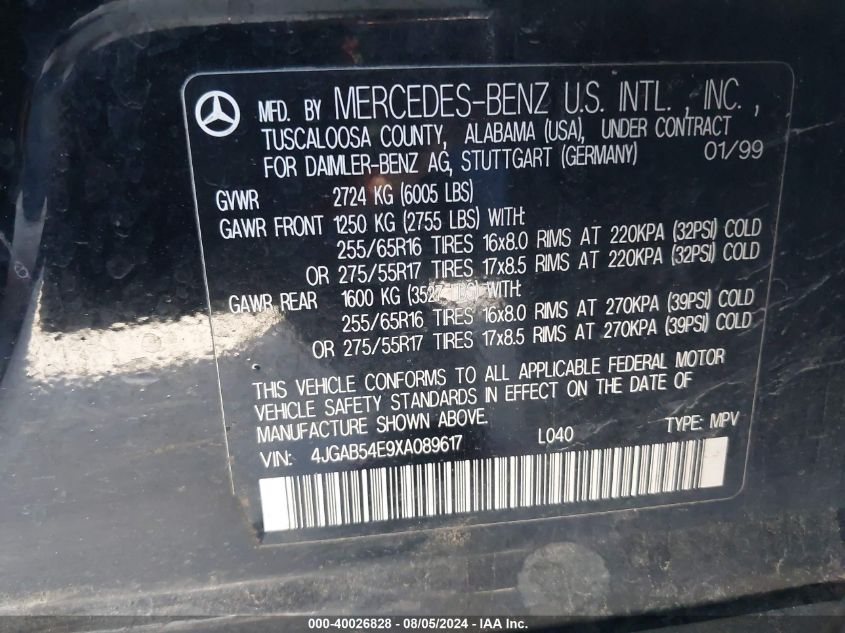 MFD. BY MERCEDES-BENZ U.S. INTL., INC.,
TUSCALOOSA COUNTY, ALABAMA (USA), UNDER CONTRACT
FOR DAIMLER-BENZ AG, STUTTGART (GERMANY) 01/99
GVWR 2724 KG (6005 LBS)
GAWR FRONT 1250 KG (2755 LBS) WITH:
255/65R16 TIRES 16x8.0 RIMS AT 220KPA (32PSI) COLD
OR 275/55R17 TIRES 17x8.5 RIMS AT 220KPA (32PSI) COLD
GAWR REAR 1600 KG (3527 LBS) WITH:
255/65R16 TIRES 16x8.0 RIMS AT 270KPA (39PSI) COLD
OR 275/55R17 TIRES 17x8.5 RIMS AT 270KPA (39PSI) COLD
THIS VEHICLE CONFORMS TO ALL APPLICABLE FEDERAL MOTOR
VEHICLE SAFETY STANDARDS IN EFFECT ON THE DATE OF
MANUFACTURE SHOWN ABOVE.
VIN: 4JGAB54E9XA089617 L040 TYPE: MPV
000-40026828 - 08/05/2024 - IAA Inc.